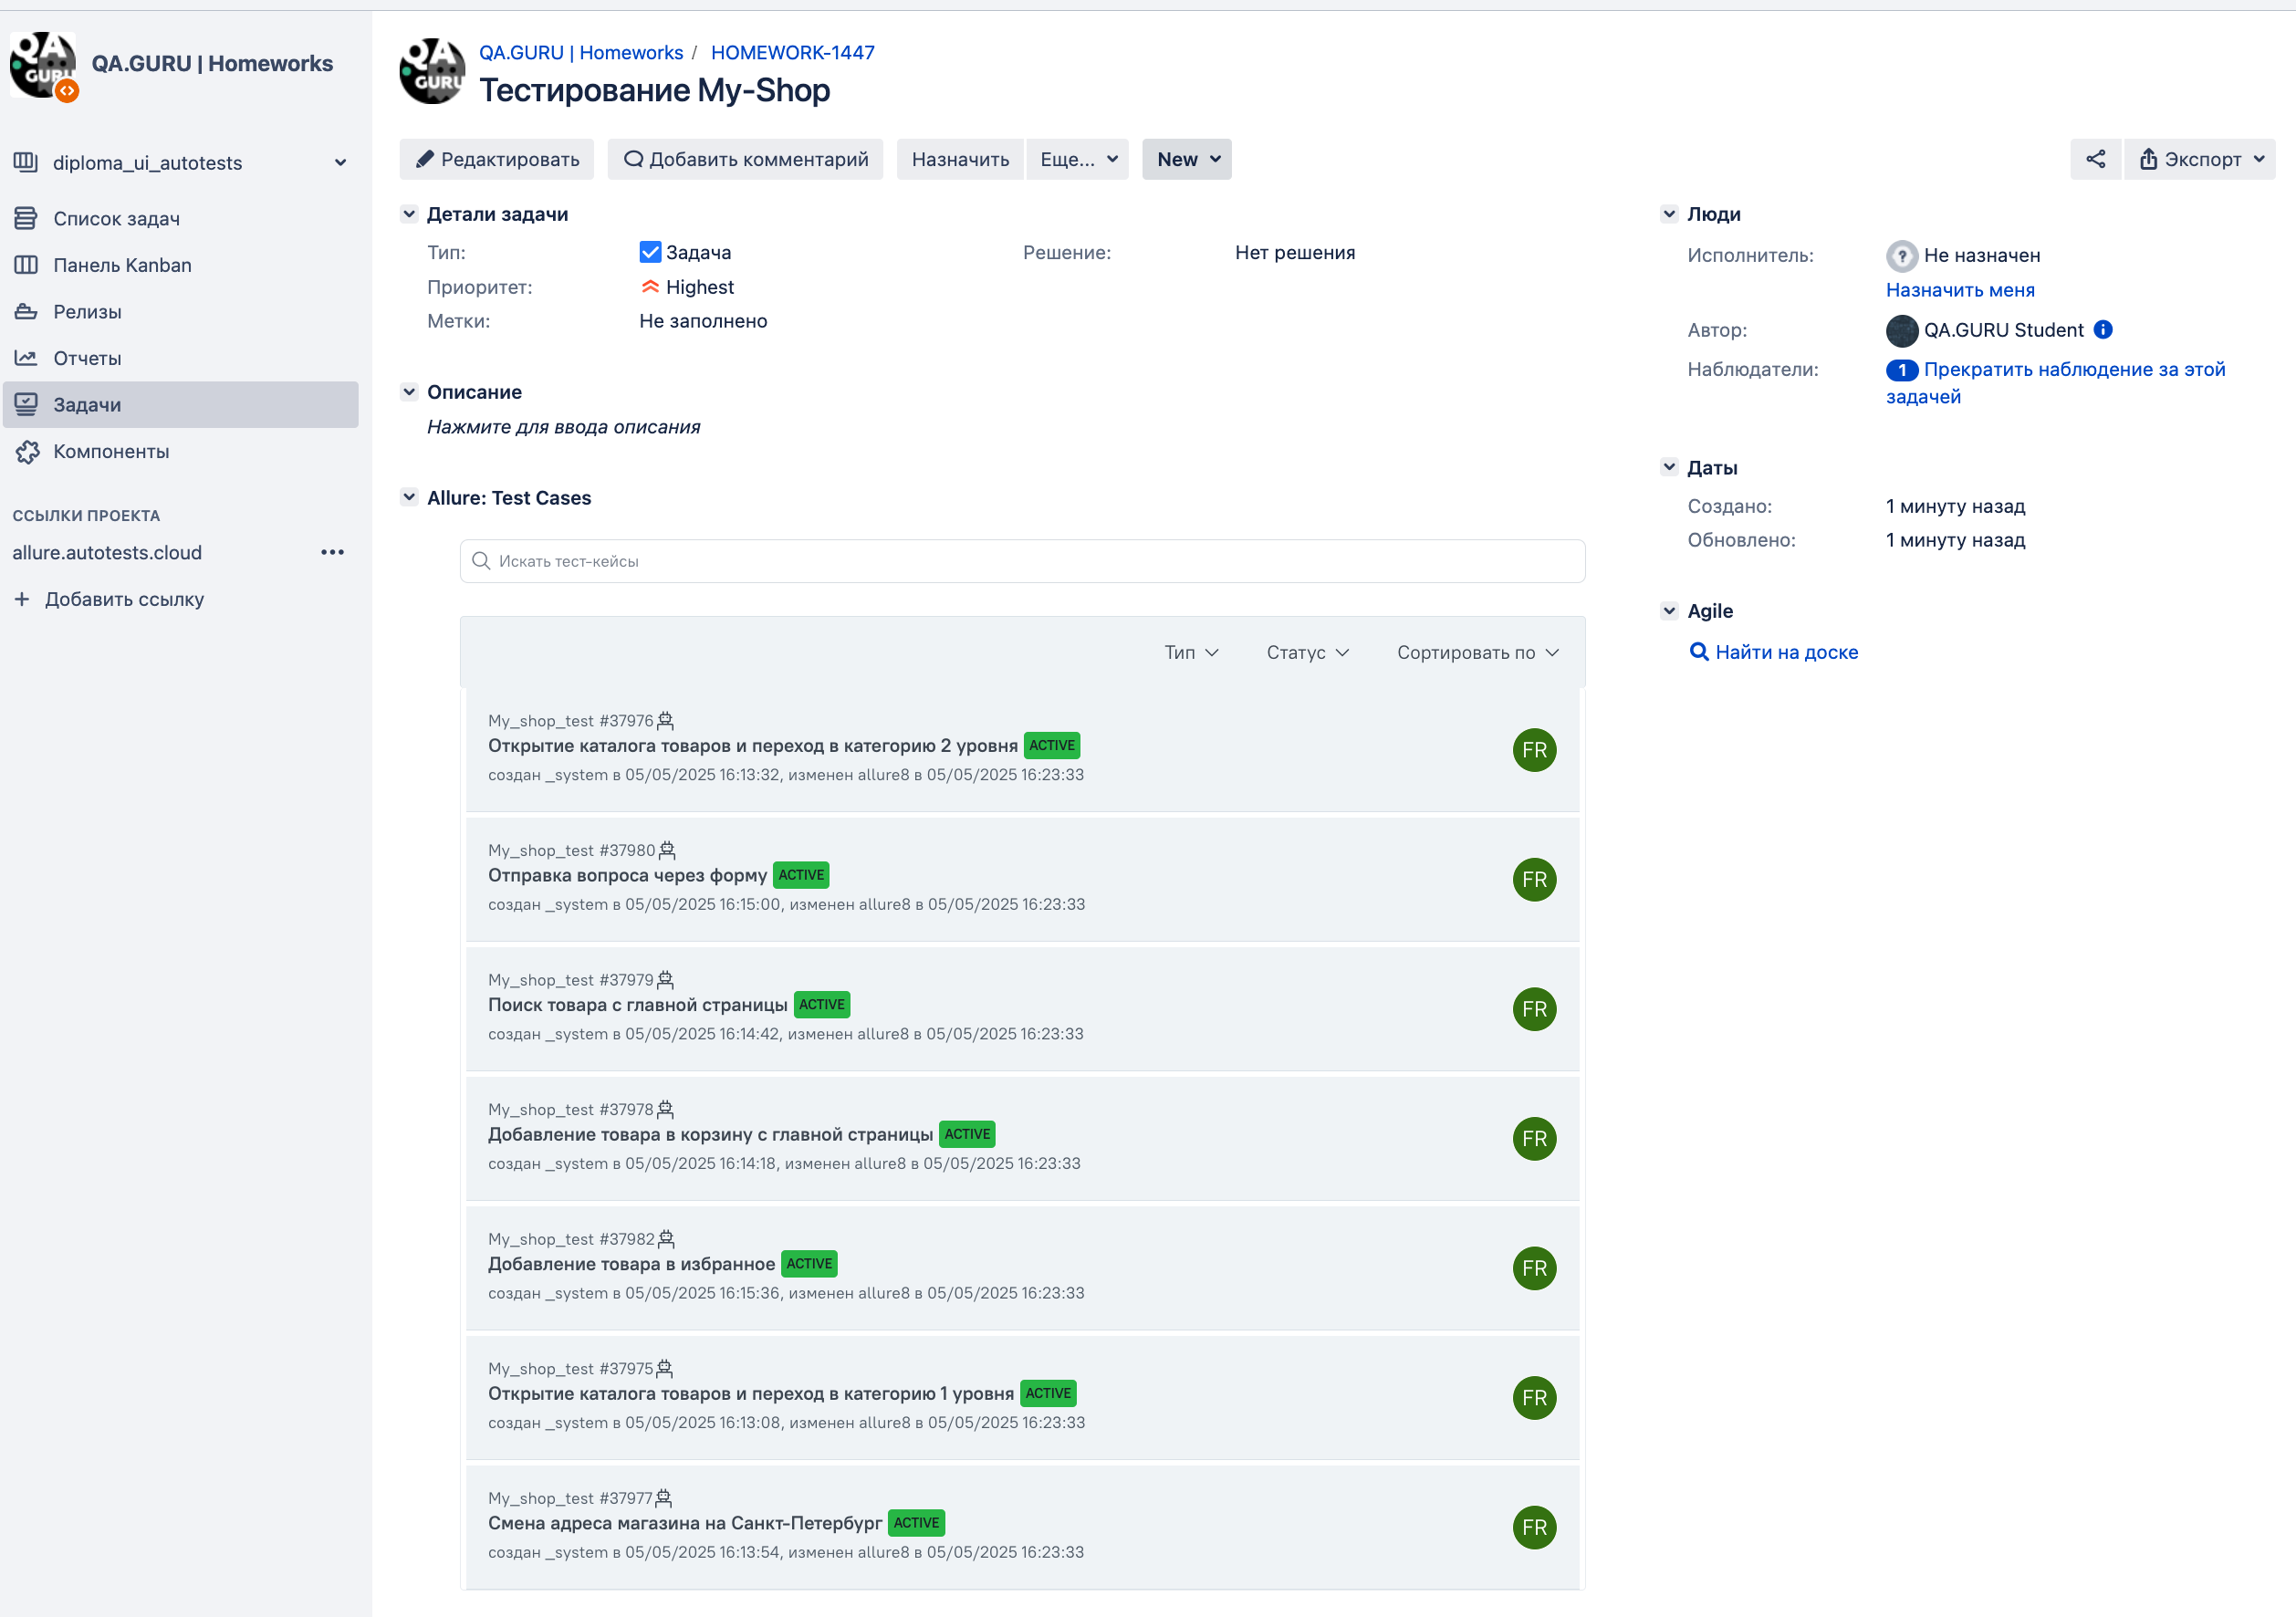 QA GURU
QA.GURU | Homeworks
diploma_ui_autotests
Список задач
Панель Kanban
Релизы
Отчеты
Задачи
Компоненты
ССЫЛКИ ПРОЕКТА
allure.autotests.cloud
Добавить ссылку
QA GURU
QA.GURU | Homeworks / HOMEWORK-1447
Тестирование My-Shop
Редактировать Добавить комментарий Назначить Еще... New Экспорт
Детали задачи
Тип: Задача Решение: Нет решения
Приоритет: Highest
Метки: Не заполнено
Описание
Нажмите для ввода описания
Allure: Test Cases
Искать тест-кейсы
Тип Статус Сортировать по
My_shop_test #37976
Открытие каталога товаров и переход в категорию 2 уровня ACTIVE
FR
создан _system в 05/05/2025 16:13:32, изменен allure8 в 05/05/2025 16:23:33
My_shop_test #37980
Отправка вопроса через форму ACTIVE
FR
создан _system в 05/05/2025 16:15:00, изменен allure8 в 05/05/2025 16:23:33
My_shop_test #37979
Поиск товара с главной страницы ACTIVE
FR
создан _system в 05/05/2025 16:14:42, изменен allure8 в 05/05/2025 16:23:33
My_shop_test #37978
Добавление товара в корзину с главной страницы ACTIVE
FR
создан _system в 05/05/2025 16:14:18, изменен allure8 в 05/05/2025 16:23:33
My_shop_test #37982
Добавление товара в избранное ACTIVE
FR
создан _system в 05/05/2025 16:15:36, изменен allure8 в 05/05/2025 16:23:33
My_shop_test #37975
Открытие каталога товаров и переход в категорию 1 уровня ACTIVE
FR
создан _system в 05/05/2025 16:13:08, изменен allure8 в 05/05/2025 16:23:33
My_shop_test #37977
Смена адреса магазина на Санкт-Петербург ACTIVE
FR
создан _system в 05/05/2025 16:13:54, изменен allure8 в 05/05/2025 16:23:33
Люди
Исполнитель: Не назначен
Назначить меня
Автор: QA.GURU Student
Наблюдатели: 1 Прекратить наблюдение за этой
задачей
Даты
Создано: 1 минуту назад
Обновлено: 1 минуту назад
Agile
Найти на доске